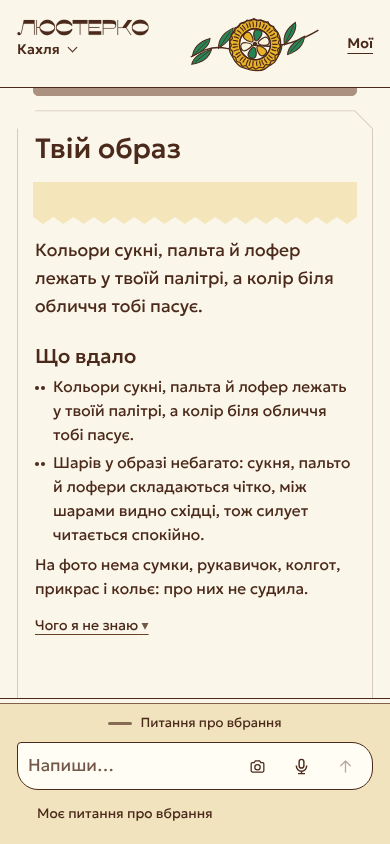 ЛЮСТЕРКО
Кахля
Мої
Твій образ
Кольори сукні, пальта й лофер
лежать у твоїй палітрі, а колір біля
обличчя тобі пасує.
Що вдало
•• Кольори сукні, пальта й лофер лежать
у твоїй палітрі, а колір біля обличчя
тобі пасує.
•• Шарів у образі небагато: сукня, пальто
й лофери складаються чітко, між
шарами видно східці, тож силует
читається спокійно.
На фото нема сумки, рукавичок, колгот,
прикрас і кольє: про них не судила.
Чого я не знаю ▾
Питання про вбрання
Напиши…
Моє питання про вбрання